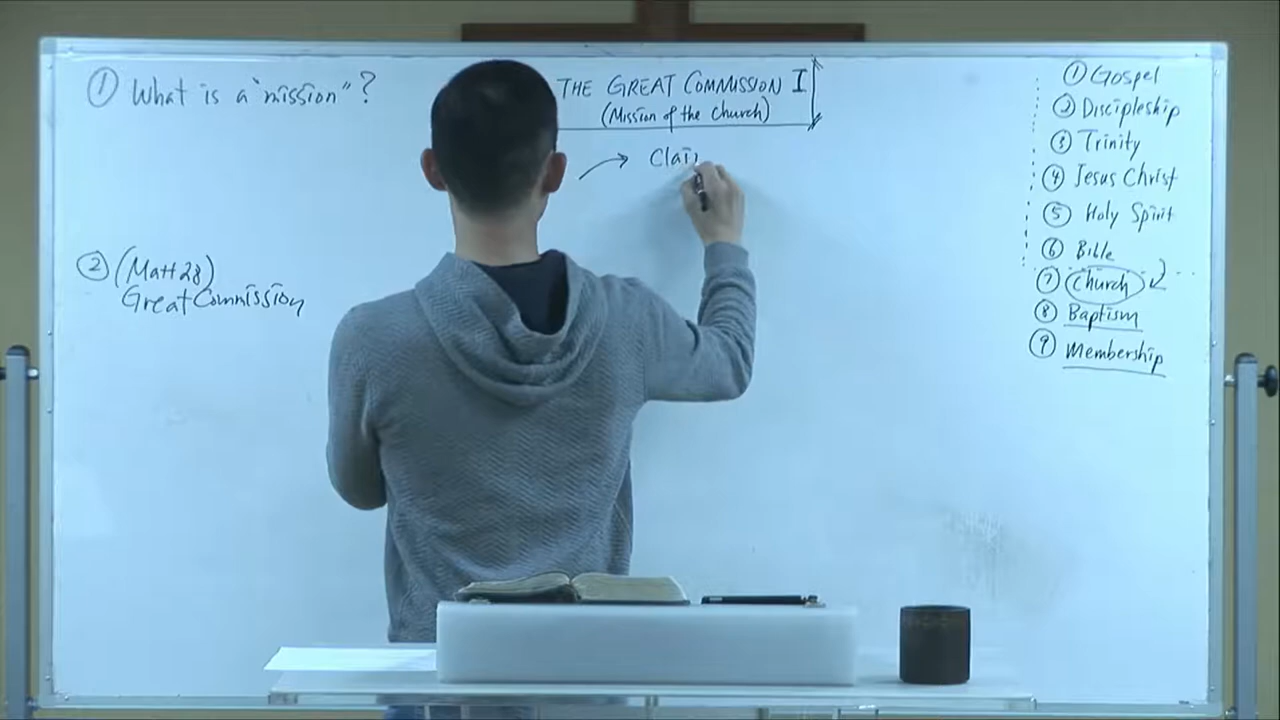 ① What is a "mission"?
② (Matt 28)
Great Commission
THE GREAT COMMISSION I
(Mission of the Church)
→ Clai
① Gospel
② Discipleship
③ Trinity
④ Jesus Christ
⑤ Holy Spirit
⑥ Bible
⑦ Church
⑧ Baptism
⑨ Membership